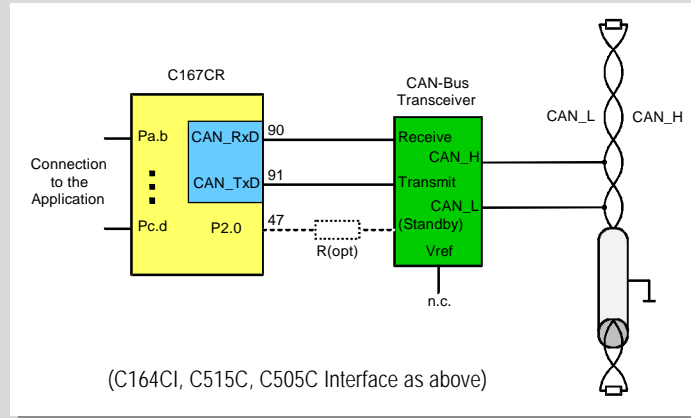 C167CR
CAN-Bus
Transceiver
CAN_L
CAN_H
Pa.b
CAN_RxD
90
Receive
CAN_H
Connection
to the
Application
CAN_TxD
91
Transmit
CAN_L
Pc.d
P2.0
47
(Standby)
R(opt)
Vref
n.c.
(C164CI, C515C, C505C Interface as above)